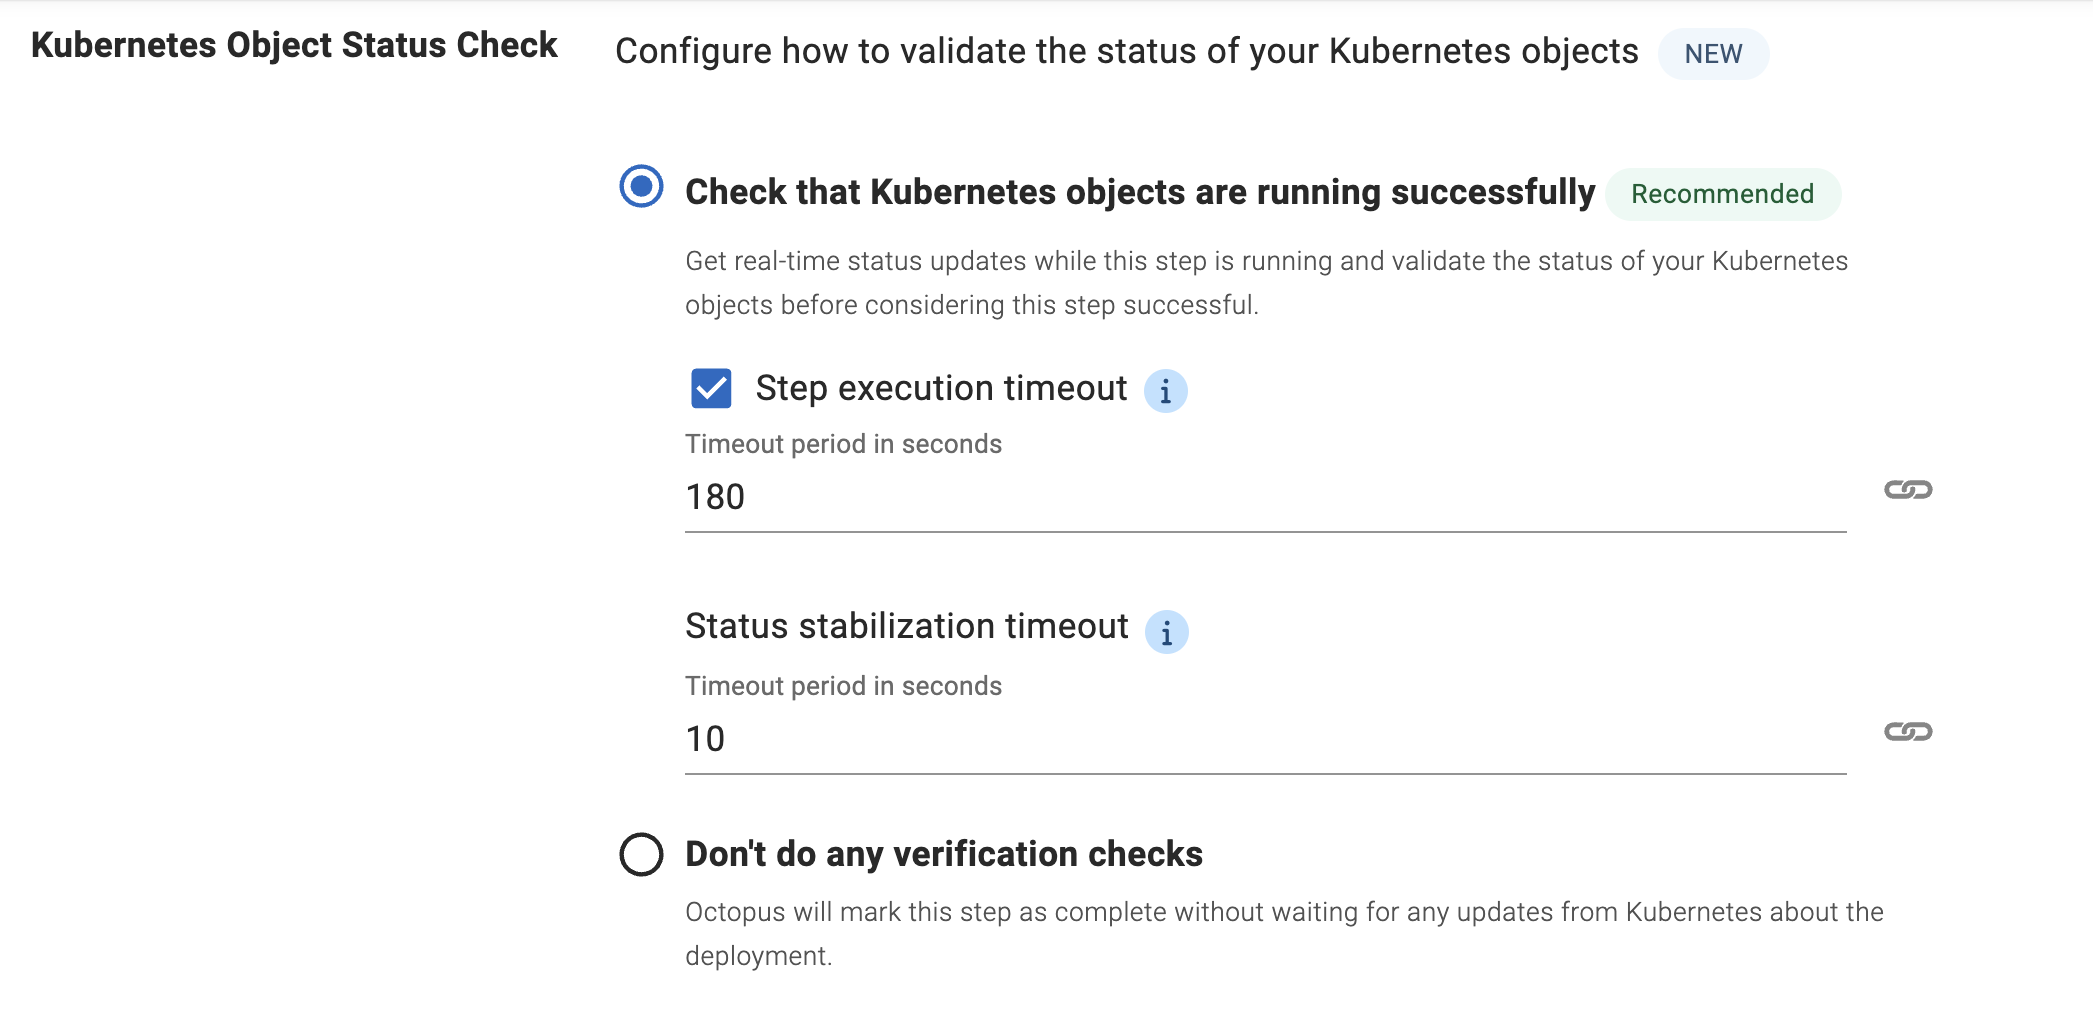 Kubernetes Object Status Check
Configure how to validate the status of your Kubernetes objects NEW
Check that Kubernetes objects are running successfully Recommended
Get real-time status updates while this step is running and validate the status of your Kubernetes
objects before considering this step successful.
Step execution timeout i
Timeout period in seconds
180
Status stabilization timeout i
Timeout period in seconds
10
Don't do any verification checks
Octopus will mark this step as complete without waiting for any updates from Kubernetes about the
deployment.